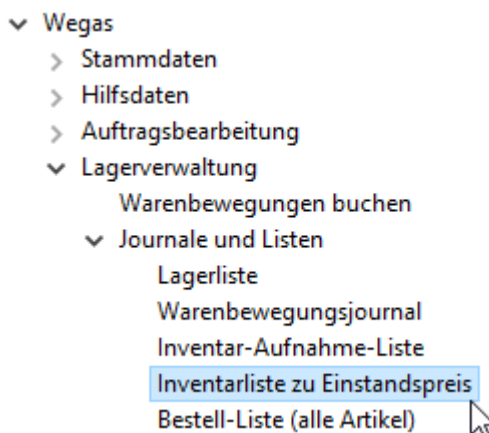 Wegas
Stammdaten
Hilfsdaten
Auftragsbearbeitung
Lagerverwaltung
Warenbewegungen buchen
Journale und Listen
Lagerliste
Warenbewegungsjournal
Inventar-Aufnahme-Liste
Inventarliste zu Einstandspreis
Bestell-Liste (alle Artikel)